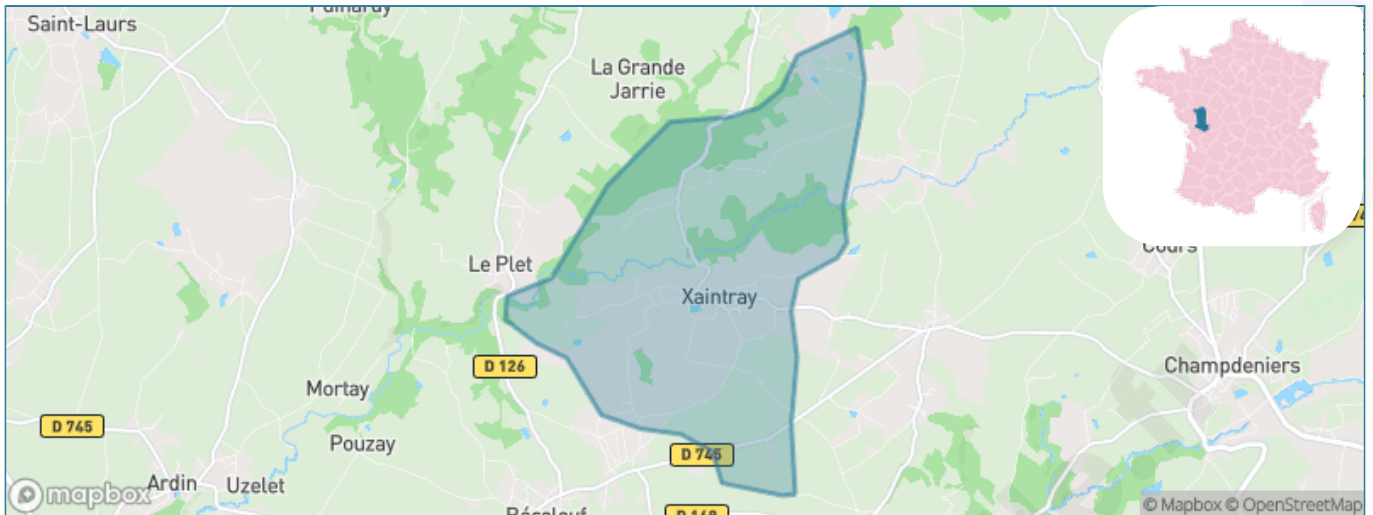 Saint-Laurs
La Grande
Jarrie
Cours
Le Plet
Xaintray
D 126
Champdeniers
Mortay
D 745
Pouzay
D 745
Ardin
Uzelet
mapbox
© Mapbox © OpenStreetMap